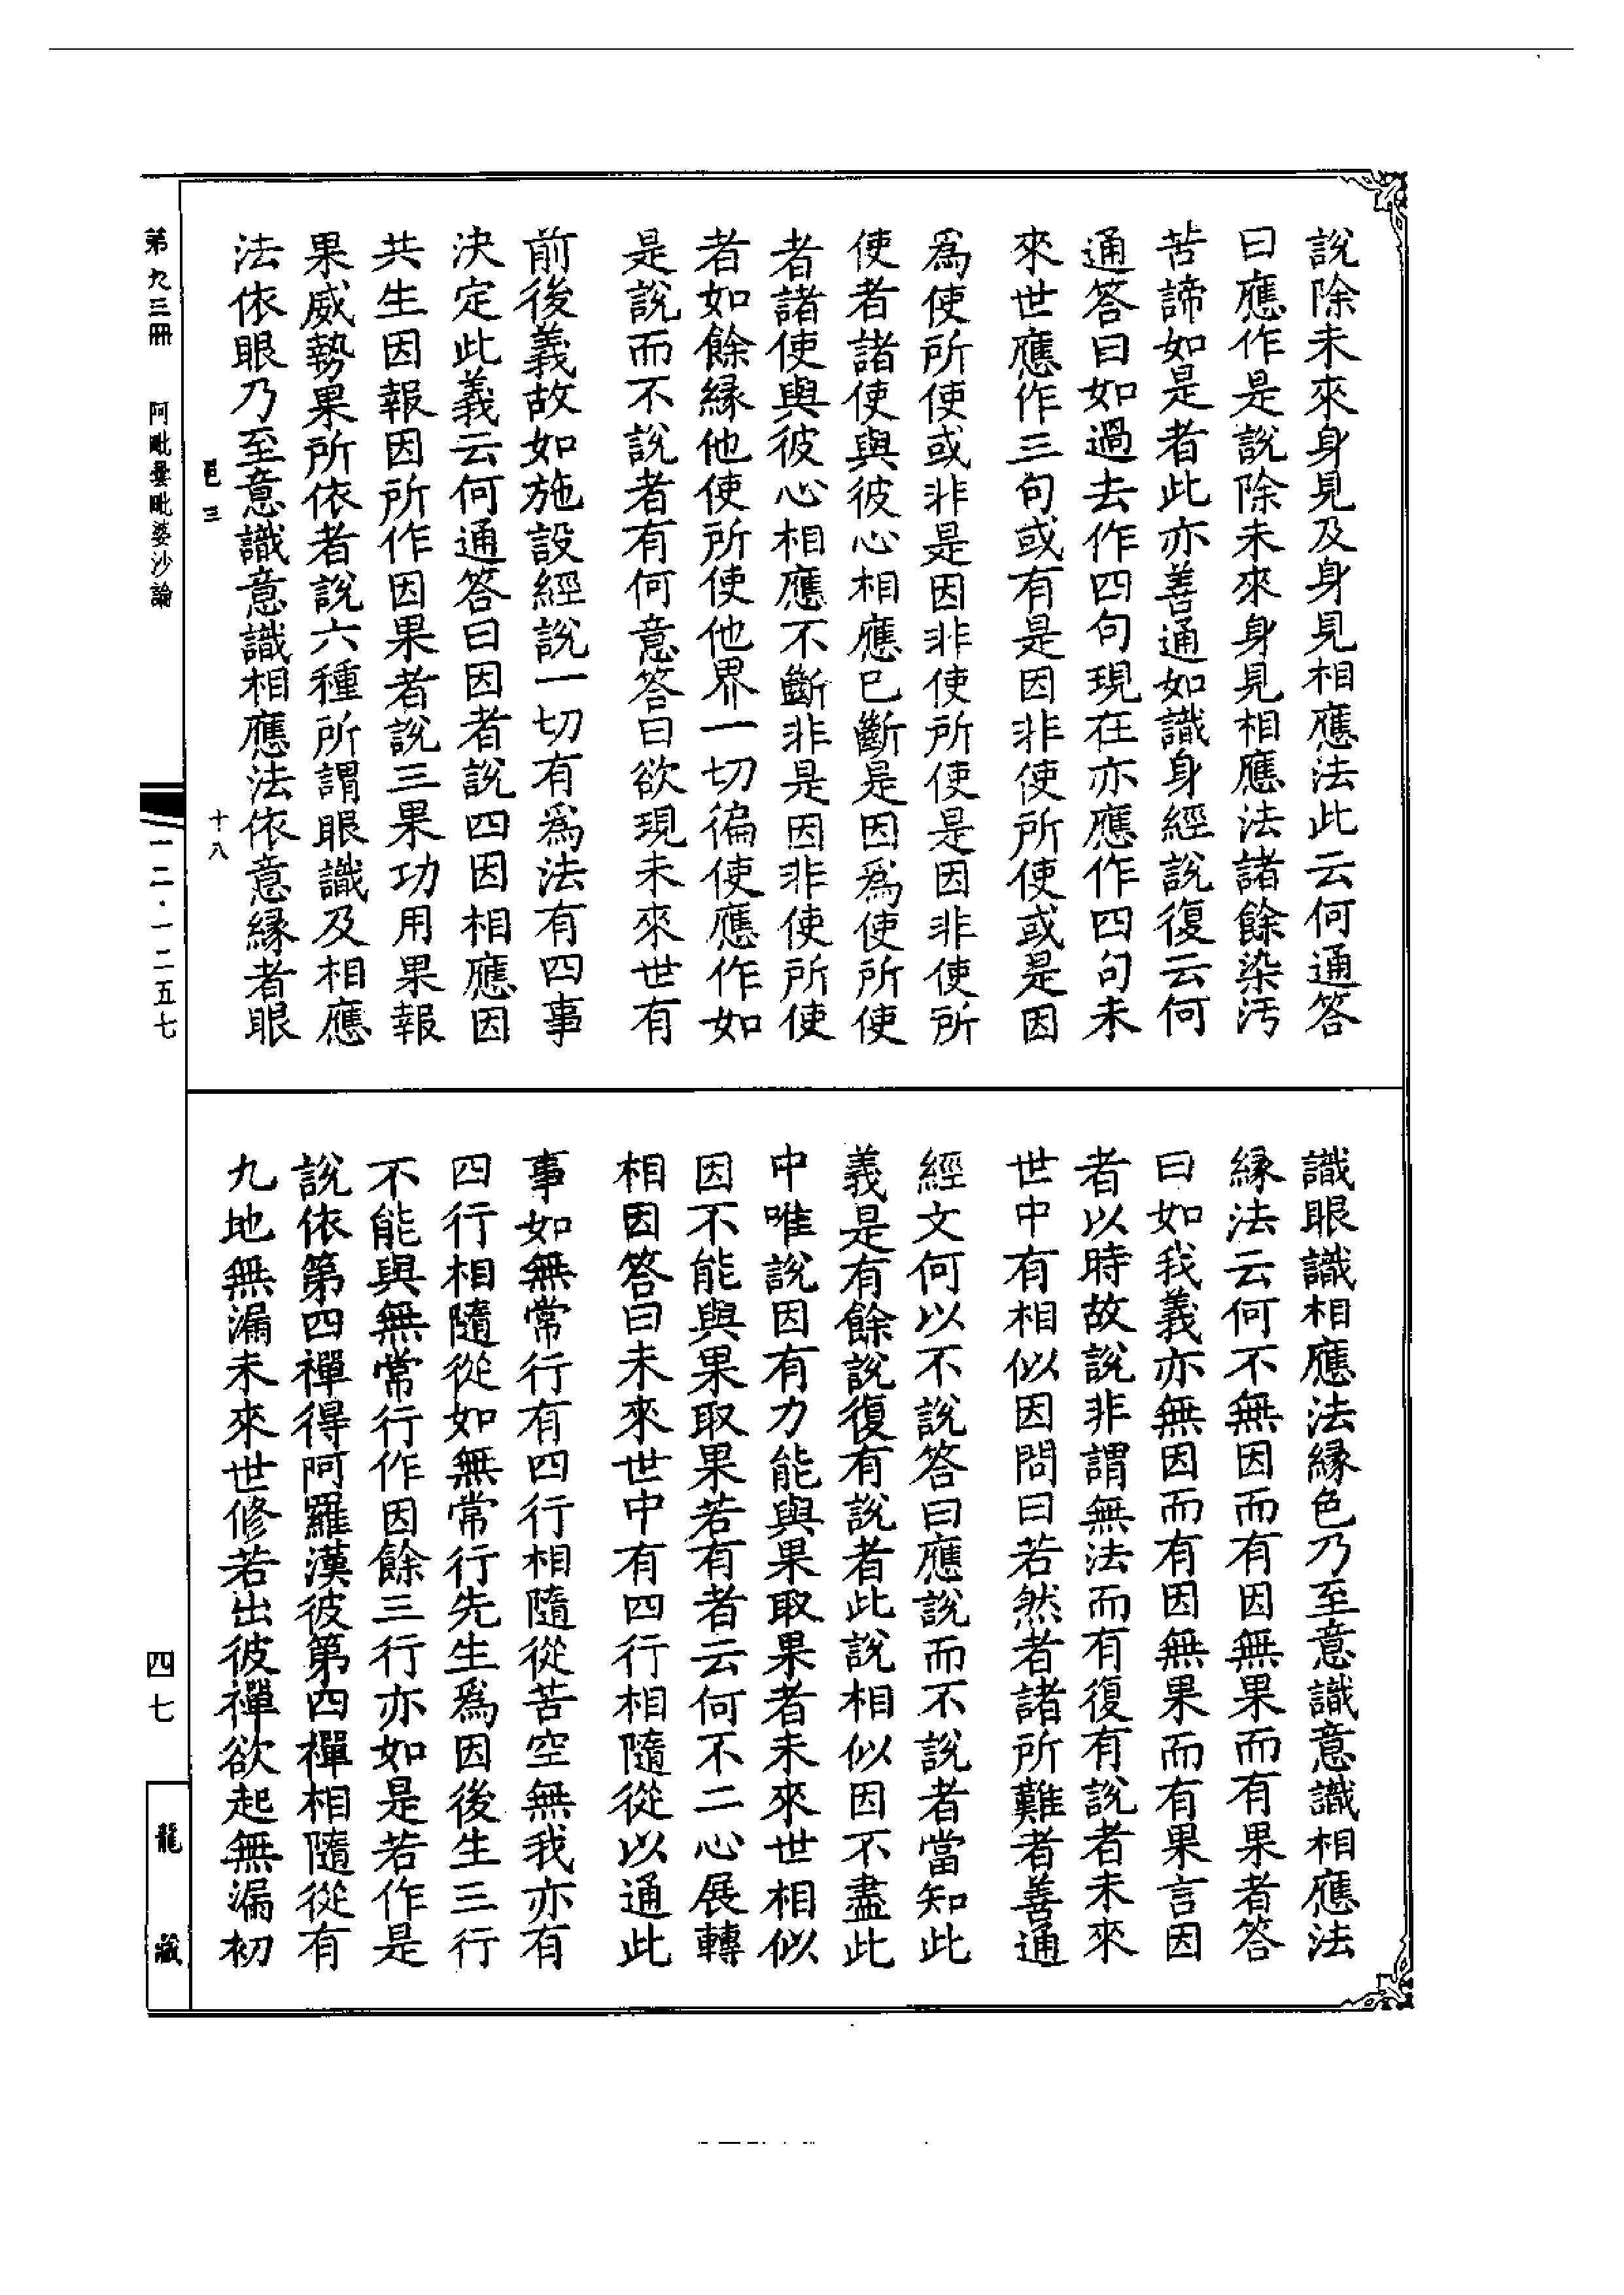 說除未來身見及身見相應法此云何通答
曰應作是說除未來身見相應法諸餘染汚
苦諦如是者此亦善通如識身經說復云何
通答曰如過去作四句現在亦應作四句未
來世應作三句或有是因非使所使或是因
爲使所使或非是因非使所使是因非使所
使者諸使與彼心相應已斷是因爲使所使
者諸使與彼心相應不斷非是因非使所使
者如餘緣他使所使他界一切徧使應作如
是說而不說者有何意答曰欲現未來世有
前後義故如施設經說一切有爲法有四事
決定此義云何通答曰因者說四因相應因
共生因報因所作因果者說三果功用果報
果威勢果所依者說六種所謂眼識及相應
法依眼乃至意識意識相應法依意緣者眼
識眼識相應法緣色乃至意識意識相應法
緣法云何不無因而有因無果而有果者答
曰如我義亦無因而有因無果而有果言因
者以時故說非謂無法而有復有說者未來
世中有相似因問曰若然者諸所難者善通
經文何以不說答曰應說而不說者當知此
義是有餘說復有說者此說相似因不盡此
中唯說因有力能與果取果者未來世相似
因不能與果取果若有者云何不二心展轉
相因答曰未來世中有四行相隨從以通此
事如無常行有四行相隨從苦空無我亦有
四行相隨從如無常行先生爲因後生三行
不能與無常行作因餘三行亦如是若作是
說依第四禪得阿羅漢彼第四禪相隨從有
九地無漏未來世修若出彼禪欲起無漏初
邑三
十八
第九三冊
阿毗曇毗婆沙論
一二·一二五七
四七
龍藏